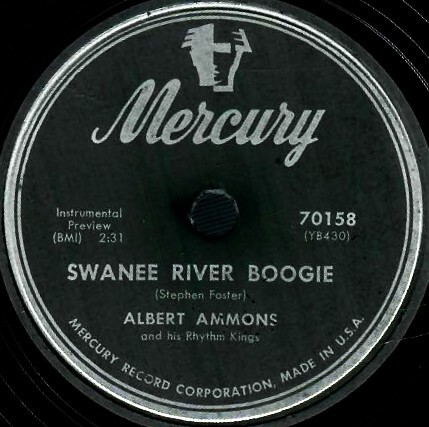 Mercury
Instrumental
Preview
(BMI) 2:31
70158
(YB430)
SWANEE RIVER BOOGIE
(Stephen Foster)
ALBERT AMMONS
and his Rhythm Kings
MERCURY RECORD CORPORATION, MADE IN U.S.A.